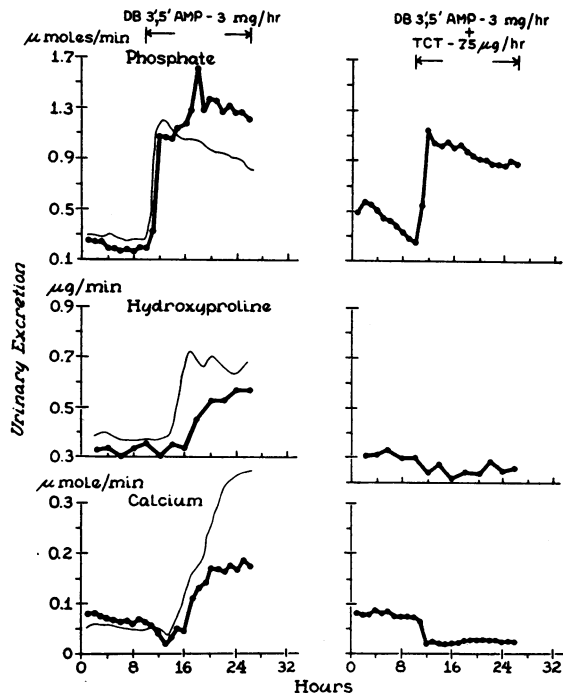 DB 3',5' AMP - 3 mg/hr
DB 3',5' AMP - 3 mg/hr
+
TCT - 75 µg/hr
µ moles/min
Phosphate
1.7
1.3
0.9
0.5
0.1
µg/min
Hydroxyproline
0.9
0.7
0.5
0.3
µ mole/min
Calcium
0.3
0.2
0.1
0
0 8 16 24 32
0 8 16 24 32
Hours
Urinary Excretion